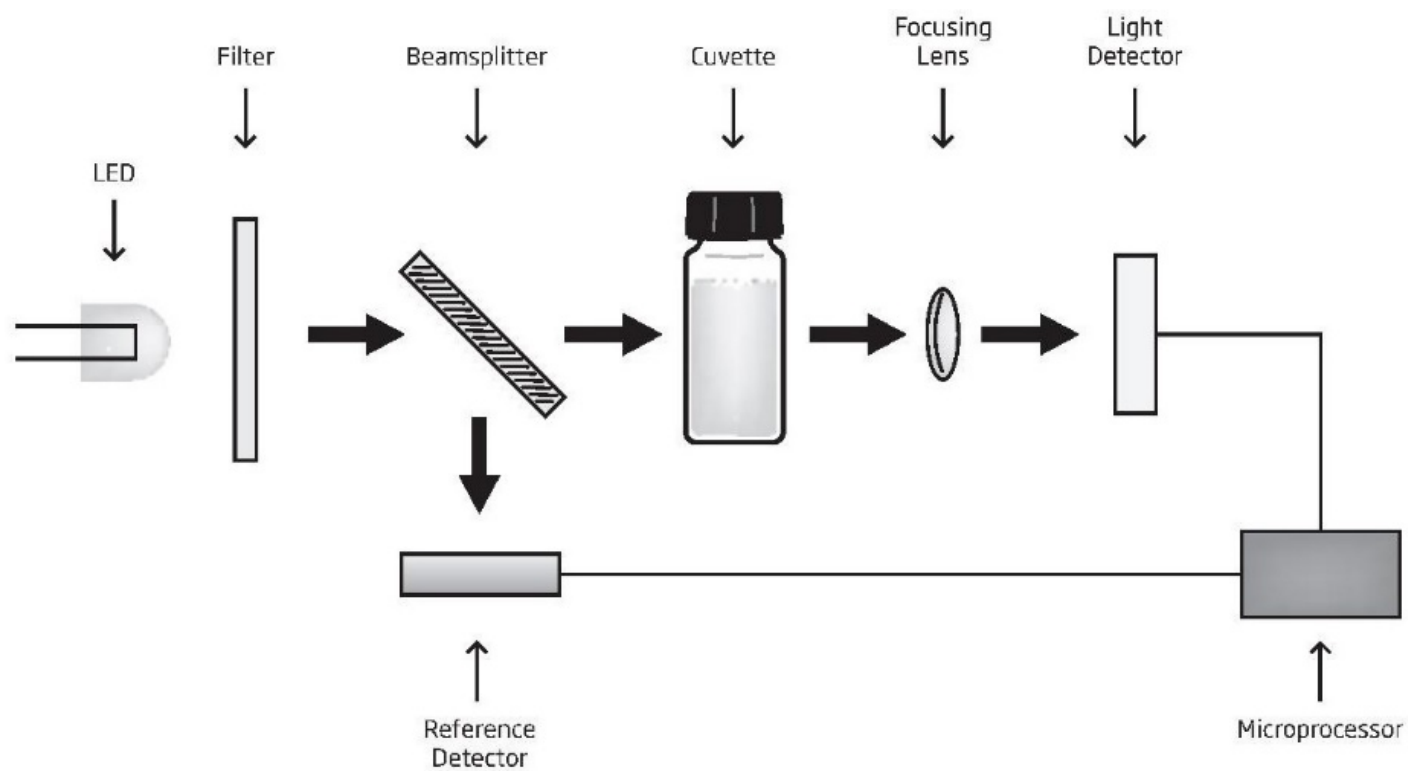 Filter
Beamsplitter
Cuvette
Focusing
Lens
Light
Detector
LED
Reference
Detector
Microprocessor